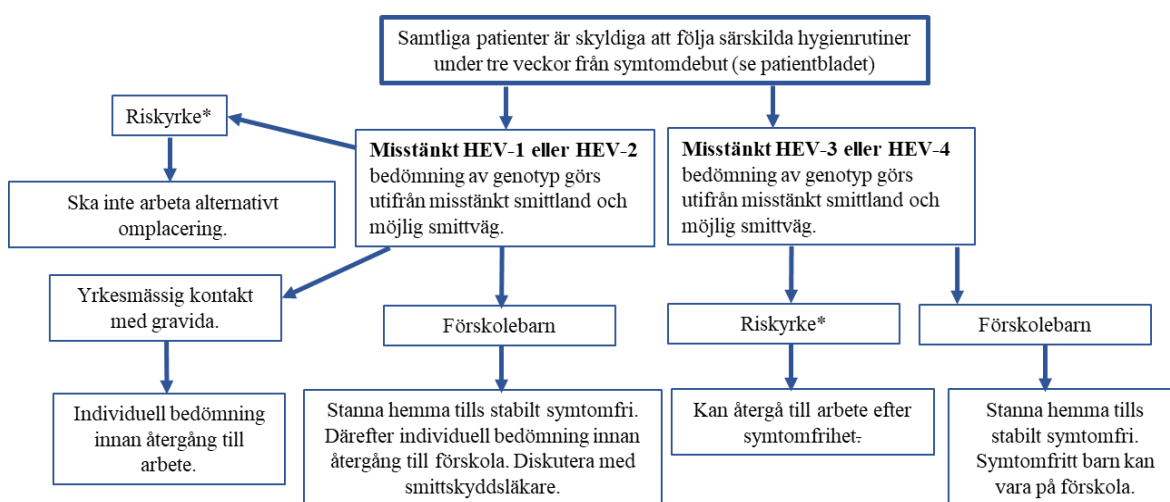 Samtliga patienter är skyldiga att följa särskilda hygienrutiner
under tre veckor från symtomdebut (se patientbladet)
Riskyrke*
Ska inte arbeta alternativt
omplacering.
Misstänkt HEV-1 eller HEV-2
bedömning av genotyp görs
utifrån misstänkt smittland och
möjlig smittväg.
Misstänkt HEV-3 eller HEV-4
bedömning av genotyp görs
utifrån misstänkt smittland och
möjlig smittväg.
Yrkesmässig kontakt
med gravida.
Förskolebarn
Riskyrke*
Förskolebarn
Individuell bedömning
innan återgång till
arbete.
Stanna hemma tills stabilt symtomfri.
Därefter individuell bedömning innan
återgång till förskola. Diskutera med
smittskyddsläkare.
Kan återgå till arbete efter
symtomfrihet.
Stanna hemma tills
stabilt symtomfri.
Symtomfritt barn kan
vara på förskola.